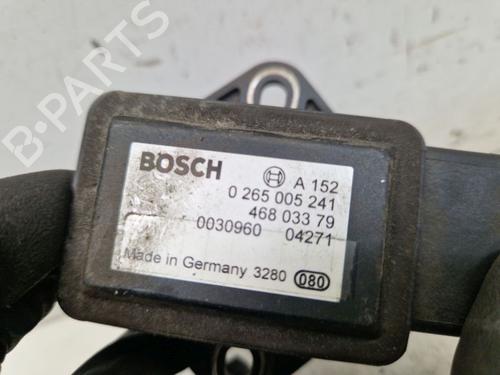 B-PARTS
BOSCH A 152
0 265 005 241
468 033 79
0030960 04271
Made in Germany 3280 080